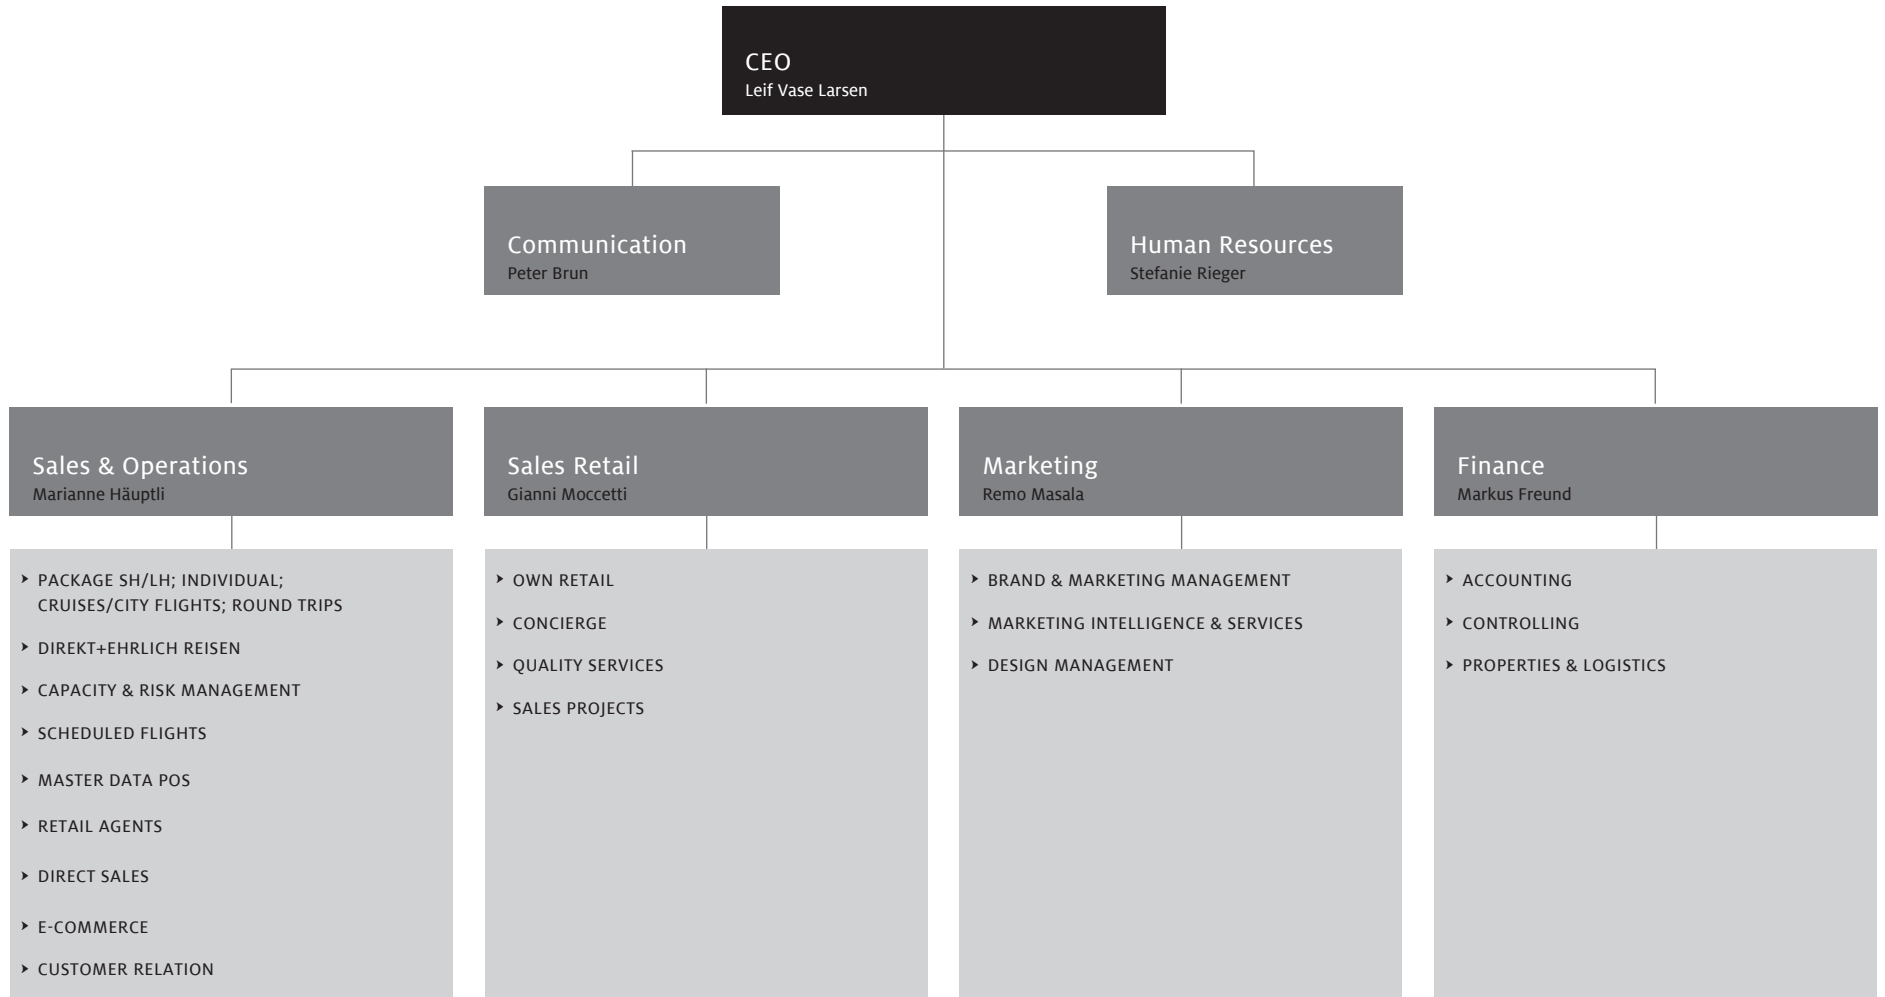 CEO
Leif Vase Larsen
Communication
Peter Brun
Human Resources
Stefanie Rieger
Sales & Operations
Marianne Häuptli
Sales Retail
Gianni Moccetti
Marketing
Remo Masala
Finance
Markus Freund
PACKAGE SH/LH; INDIVIDUAL;
CRUISES/CITY FLIGHTS; ROUND TRIPS
DIREKT+EHRLICH REISEN
CAPACITY & RISK MANAGEMENT
SCHEDULED FLIGHTS
MASTER DATA POS
RETAIL AGENTS
DIRECT SALES
E-COMMERCE
CUSTOMER RELATION
OWN RETAIL
CONCIERGE
QUALITY SERVICES
SALES PROJECTS
BRAND & MARKETING MANAGEMENT
MARKETING INTELLIGENCE & SERVICES
DESIGN MANAGEMENT
ACCOUNTING
CONTROLLING
PROPERTIES & LOGISTICS